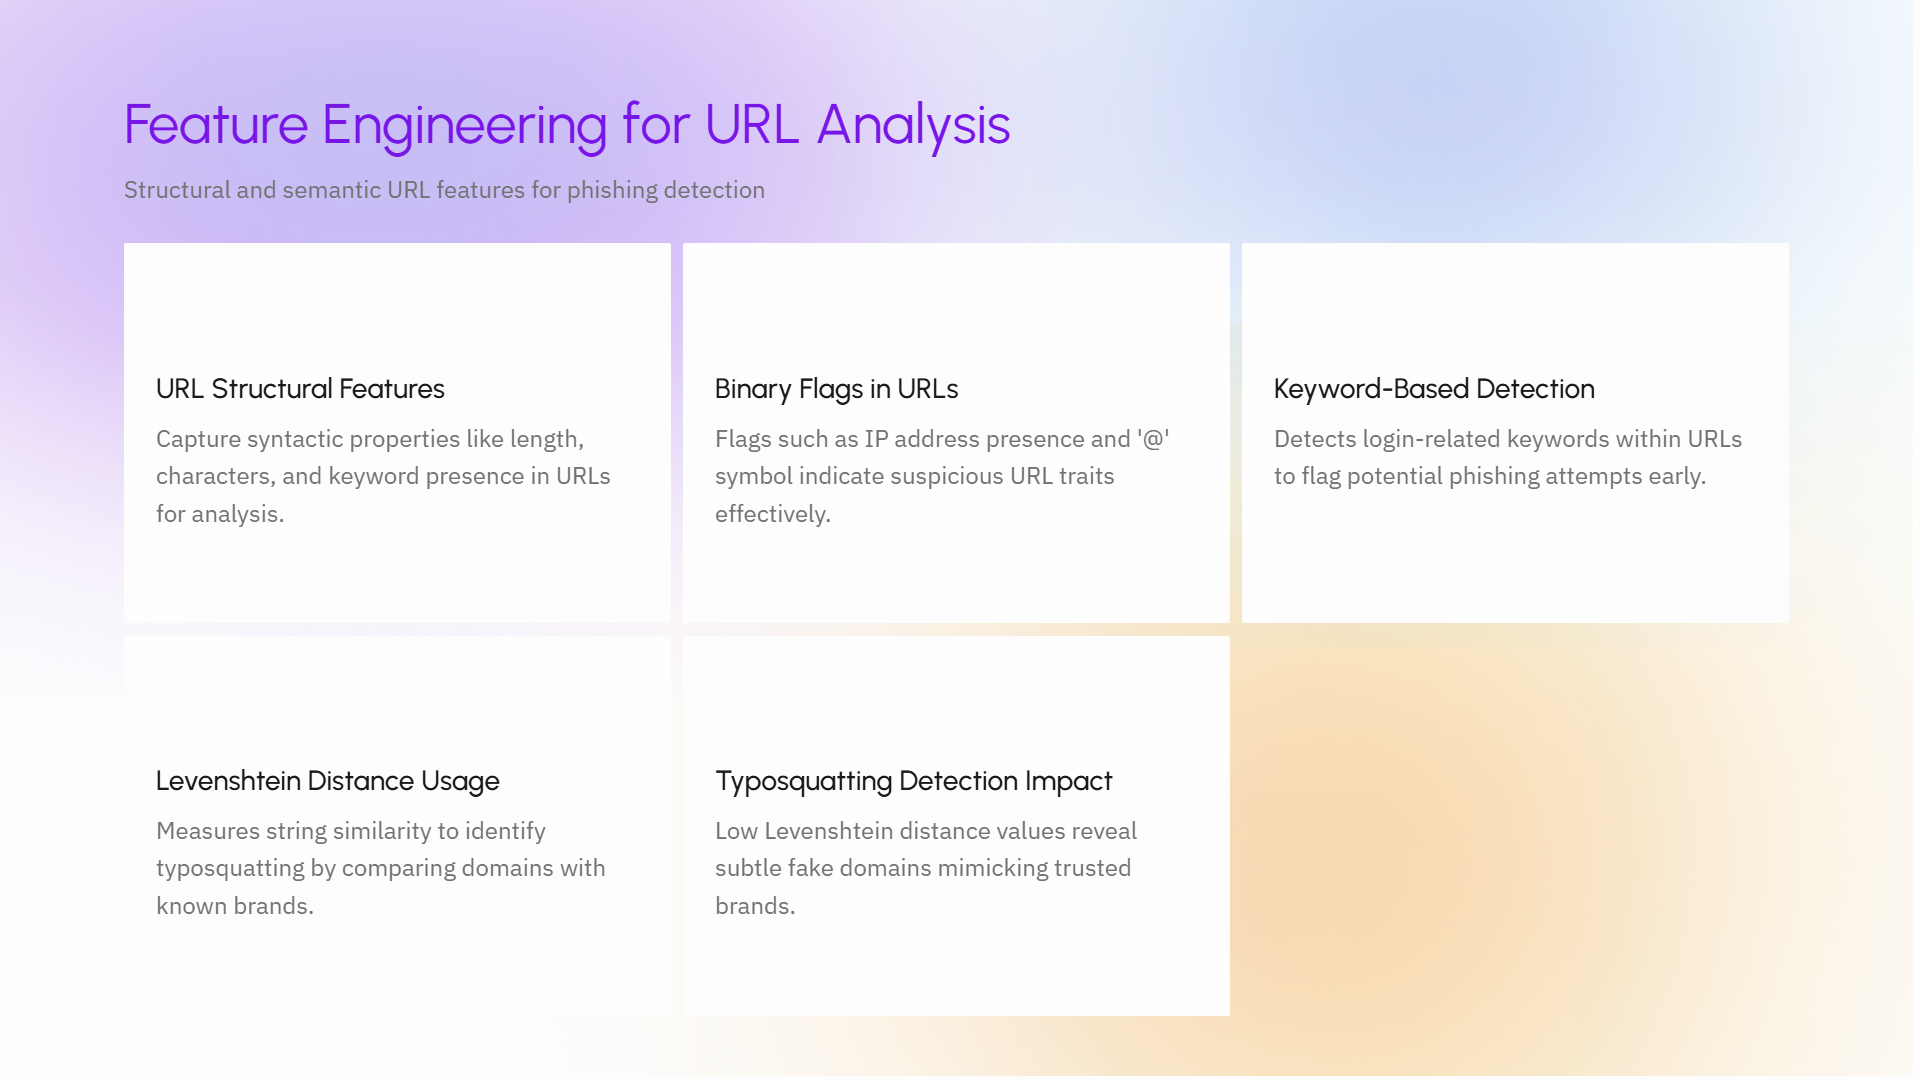 Feature Engineering for URL Analysis
Structural and semantic URL features for phishing detection
URL Structural Features
Capture syntactic properties like length,
characters, and keyword presence in URLs
for analysis.
Binary Flags in URLs
Flags such as IP address presence and '@'
symbol indicate suspicious URL traits
effectively.
Keyword-Based Detection
Detects login-related keywords within URLs
to flag potential phishing attempts early.
Levenshtein Distance Usage
Measures string similarity to identify
typosquatting by comparing domains with
known brands.
Typosquatting Detection Impact
Low Levenshtein distance values reveal
subtle fake domains mimicking trusted
brands.